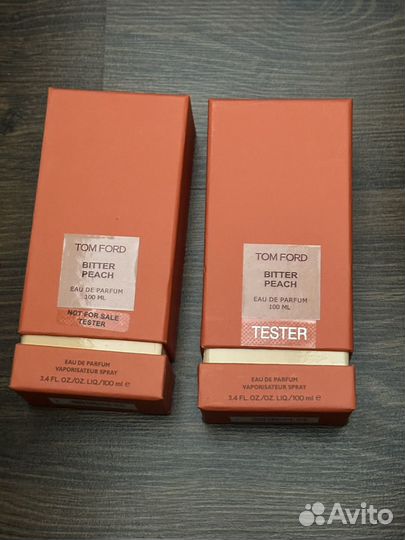 TOM FORD
BITTER
PEACH
EAU DE PARFUM
100 ML
NOT FOR SALE
TESTER
EAU DE PARFUM
VAPORISATEUR SPRAY
3.4 FL. OZ./OZ. LIQ./100 ml e
TOM FORD
BITTER
PEACH
EAU DE PARFUM
100 ML
TESTER
EAU DE PARFUM
VAPORISATEUR SPRAY
3.4 FL. OZ./OZ. LIQ./100 ml e
Avito